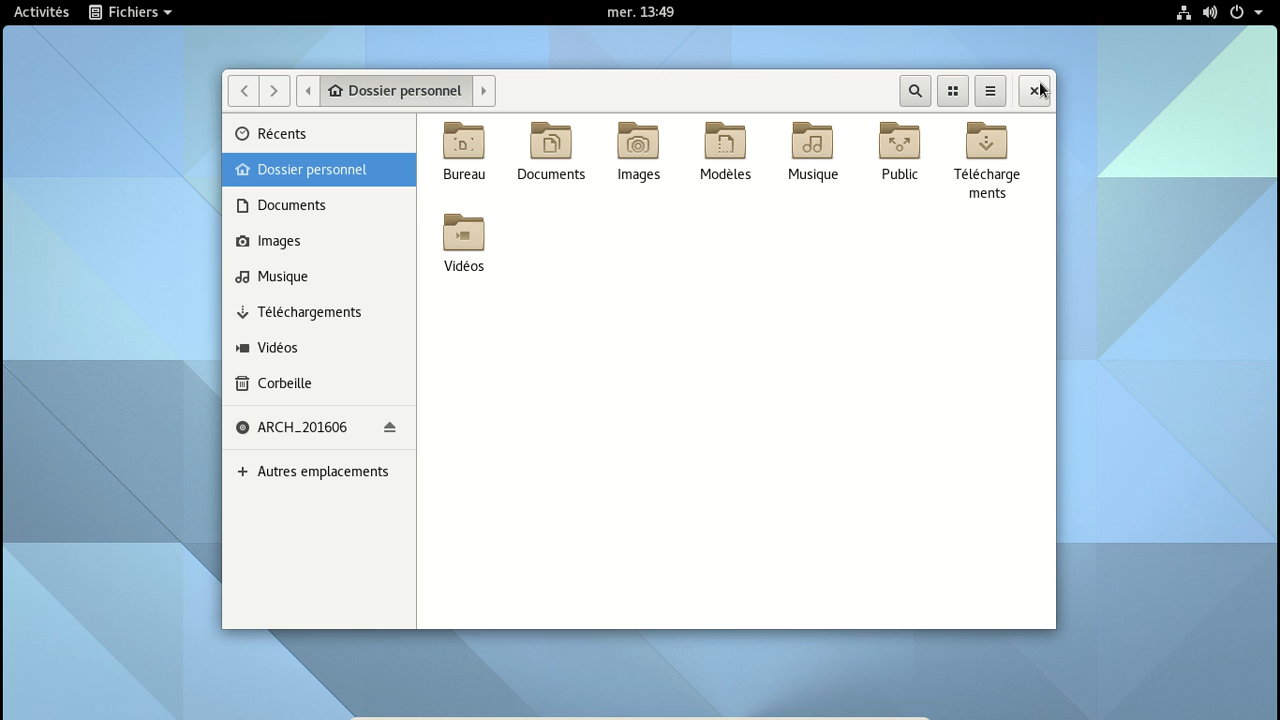 Activités Fichiers mer. 13:49
Dossier personnel
Récents
Dossier personnel
Documents
Images
Musique
Téléchargements
Vidéos
Corbeille
ARCH_201606
Autres emplacements
Bureau Documents Images Modèles Musique Public Télécharge
ments
Vidéos